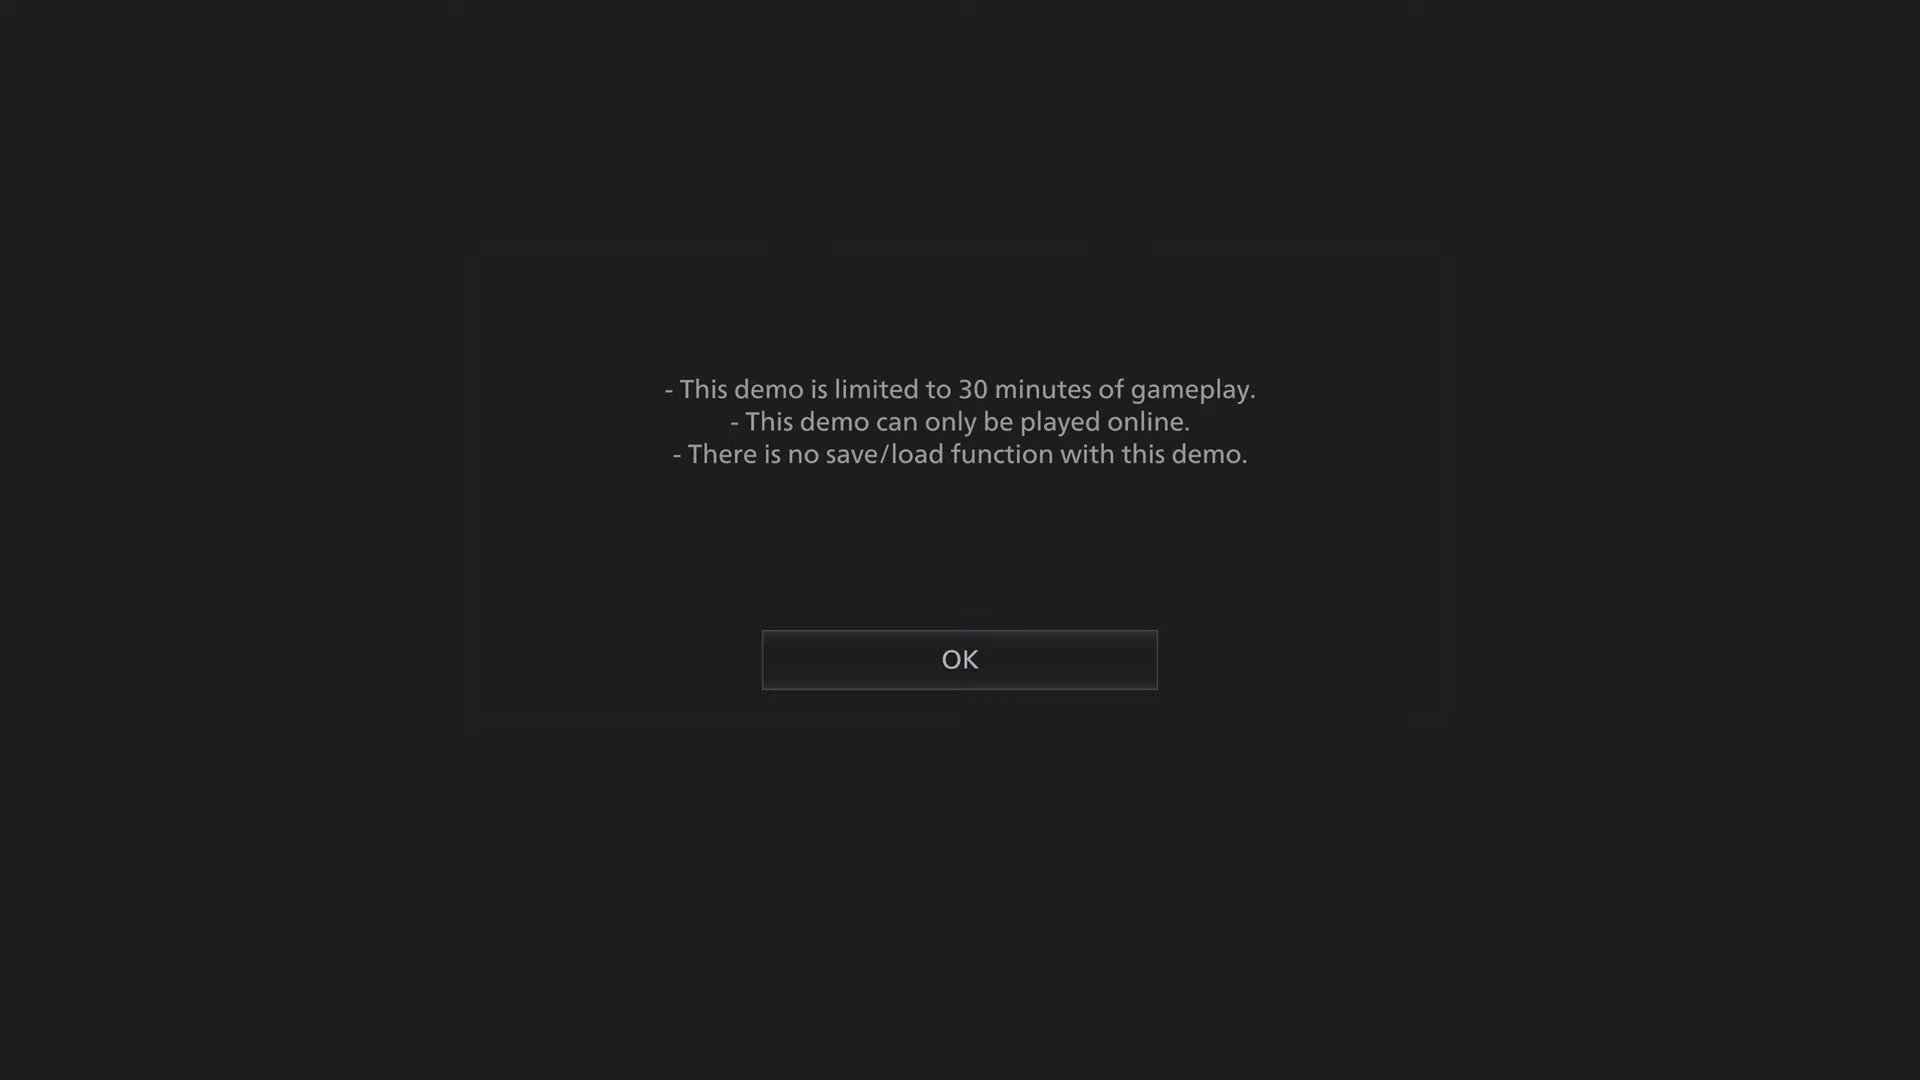 - This demo is limited to 30 minutes of gameplay.
- This demo can only be played online.
- There is no save/load function with this demo.
OK